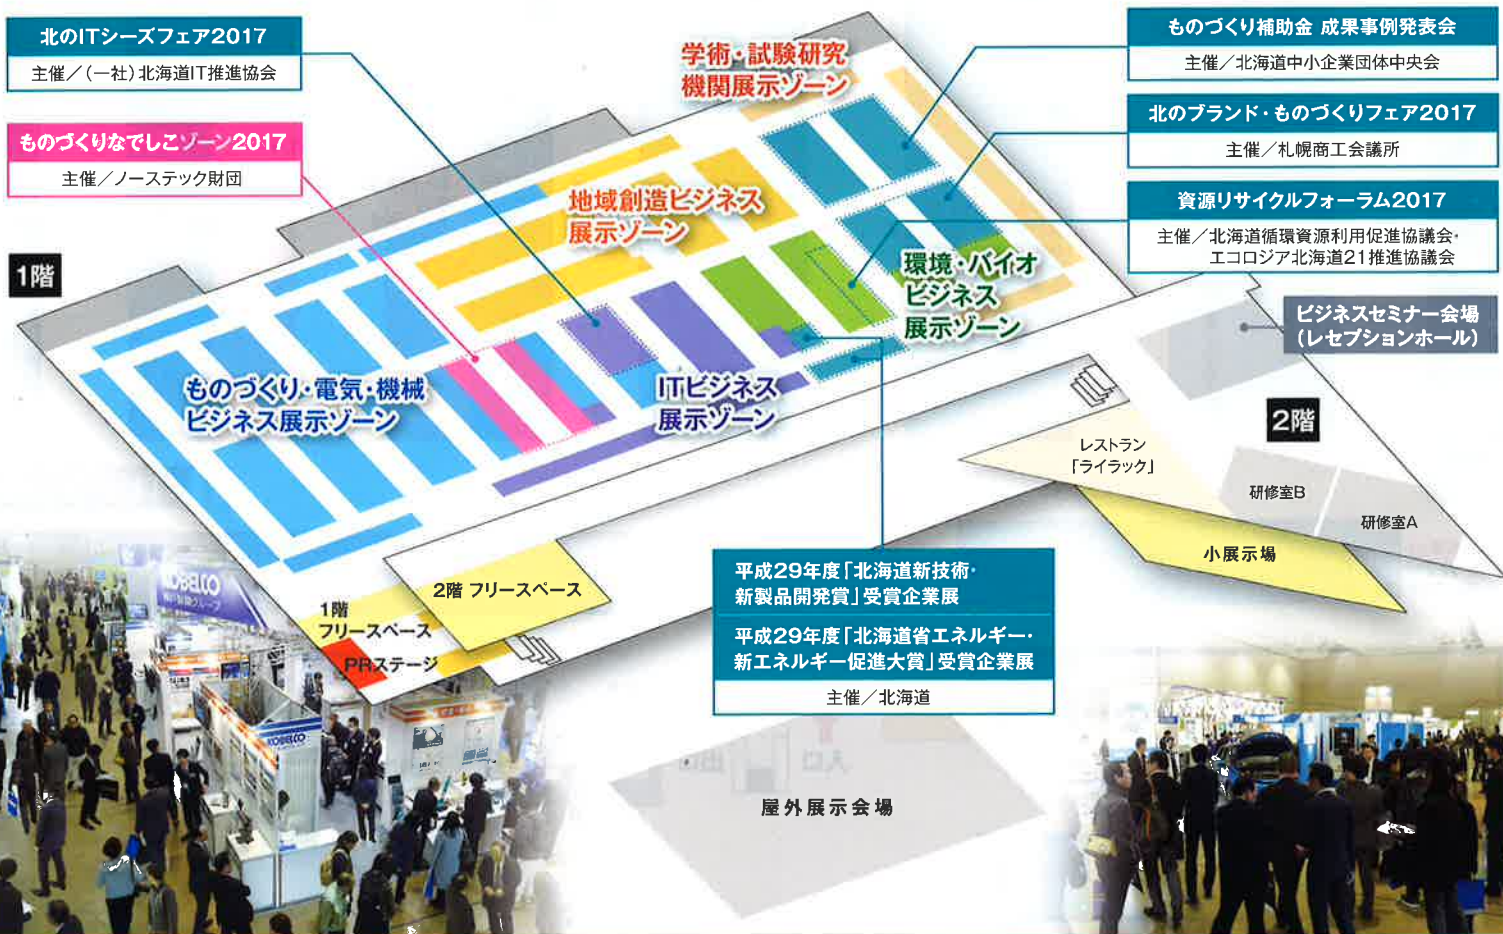 北のITシーズフェア2017
主催／(一社)北海道IT推進協会
ものづくりなでしこゾーン2017
主催／ノーステック財団
1階
学術・試験研究
機関展示ゾーン
地域創造ビジネス
展示ゾーン
環境・バイオ
ビジネス
展示ゾーン
ものづくり・電気・機械
ビジネス展示ゾーン
ITビジネス
展示ゾーン
ものづくり補助金 成果事例発表会
主催／北海道中小企業団体中央会
北のブランド・ものづくりフェア2017
主催／札幌商工会議所
資源リサイクルフォーラム2017
主催／北海道循環資源利用促進協議会・
エコロジア北海道21推進協議会
ビジネスセミナー会場
(レセプションホール)
2階
レストラン
「ライラック」
研修室B
研修室A
小展示場
2階 フリースペース
1階
フリースペース
PRステージ
平成29年度「北海道新技術・
新製品開発賞」受賞企業展
平成29年度「北海道省エネルギー・
新エネルギー促進大賞」受賞企業展
主催／北海道
屋外展示会場
KOBELCO
KOBELCO